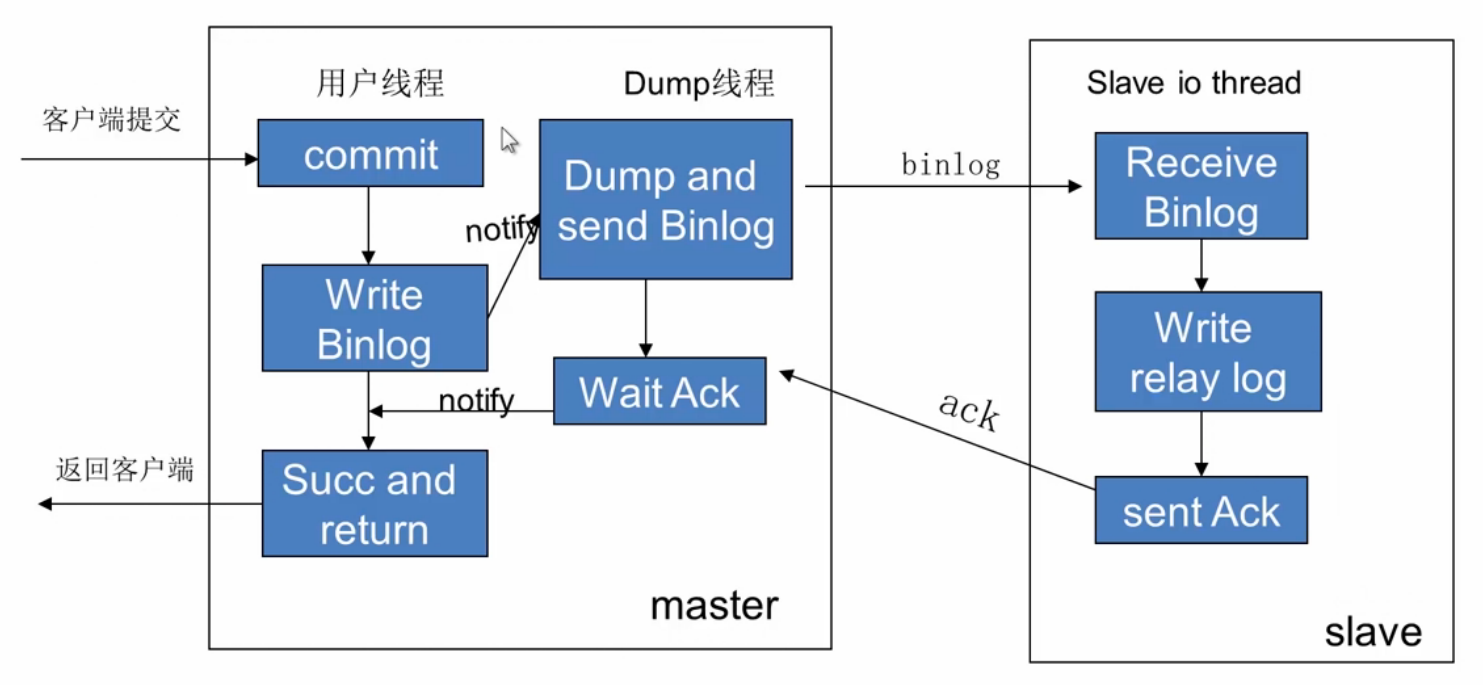 客户端提交
用户线程
commit
Write
Binlog
Succ and
return
返回客户端
notify
notify
Dump线程
Dump and
send Binlog
Wait Ack
master
binlog
ack
Slave io thread
Receive
Binlog
Write
relay log
sent Ack
slave